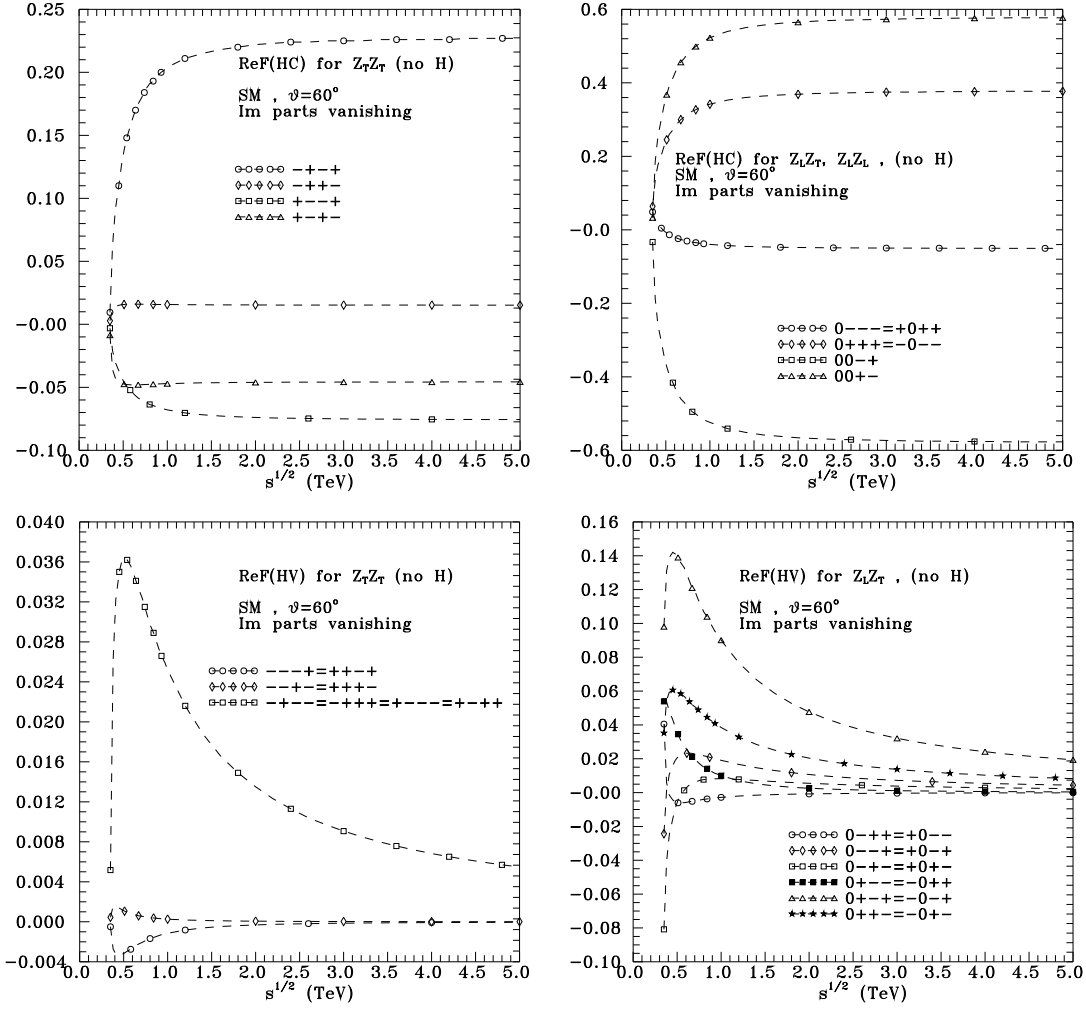 0.25
0.20
0.15
0.10
0.05
−0.00
−0.05
−0.10
ReF(HC) for Z_TZ_T (no H)
SM , ϑ=60°
Im parts vanishing
−+−+
−++−
+−−+
+−+−
0.0 0.5 1.0 1.5 2.0 2.5 3.0 3.5 4.0 4.5 5.0
s^{1/2} (TeV)
0.6
0.4
0.2
−0.0
−0.2
−0.4
−0.6
ReF(HC) for Z_LZ_T, Z_LZ_L , (no H)
SM , ϑ=60°
Im parts vanishing
0−−−=+0++
0+++=−0−−
00−+
00+−
0.0 0.5 1.0 1.5 2.0 2.5 3.0 3.5 4.0 4.5 5.0
s^{1/2} (TeV)
0.040
0.036
0.032
0.028
0.024
0.020
0.016
0.012
0.008
0.004
0.000
−0.004
ReF(HV) for Z_TZ_T (no H)
SM , ϑ=60°
Im parts vanishing
−−−+=++−+
−−+−=+++−
−+−−=−+++=+−−−=+−++
0.0 0.5 1.0 1.5 2.0 2.5 3.0 3.5 4.0 4.5 5.0
s^{1/2} (TeV)
0.16
0.14
0.12
0.10
0.08
0.06
0.04
0.02
−0.00
−0.02
−0.04
−0.06
−0.08
−0.10
ReF(HV) for Z_LZ_T , (no H)
SM , ϑ=60°
Im parts vanishing
0−++=+0−−
0−−+=+0−+
0−+−=+0+−
0+−−=−0++
0+−+=−0−+
0++−=−0+−
0.0 0.5 1.0 1.5 2.0 2.5 3.0 3.5 4.0 4.5 5.0
s^{1/2} (TeV)